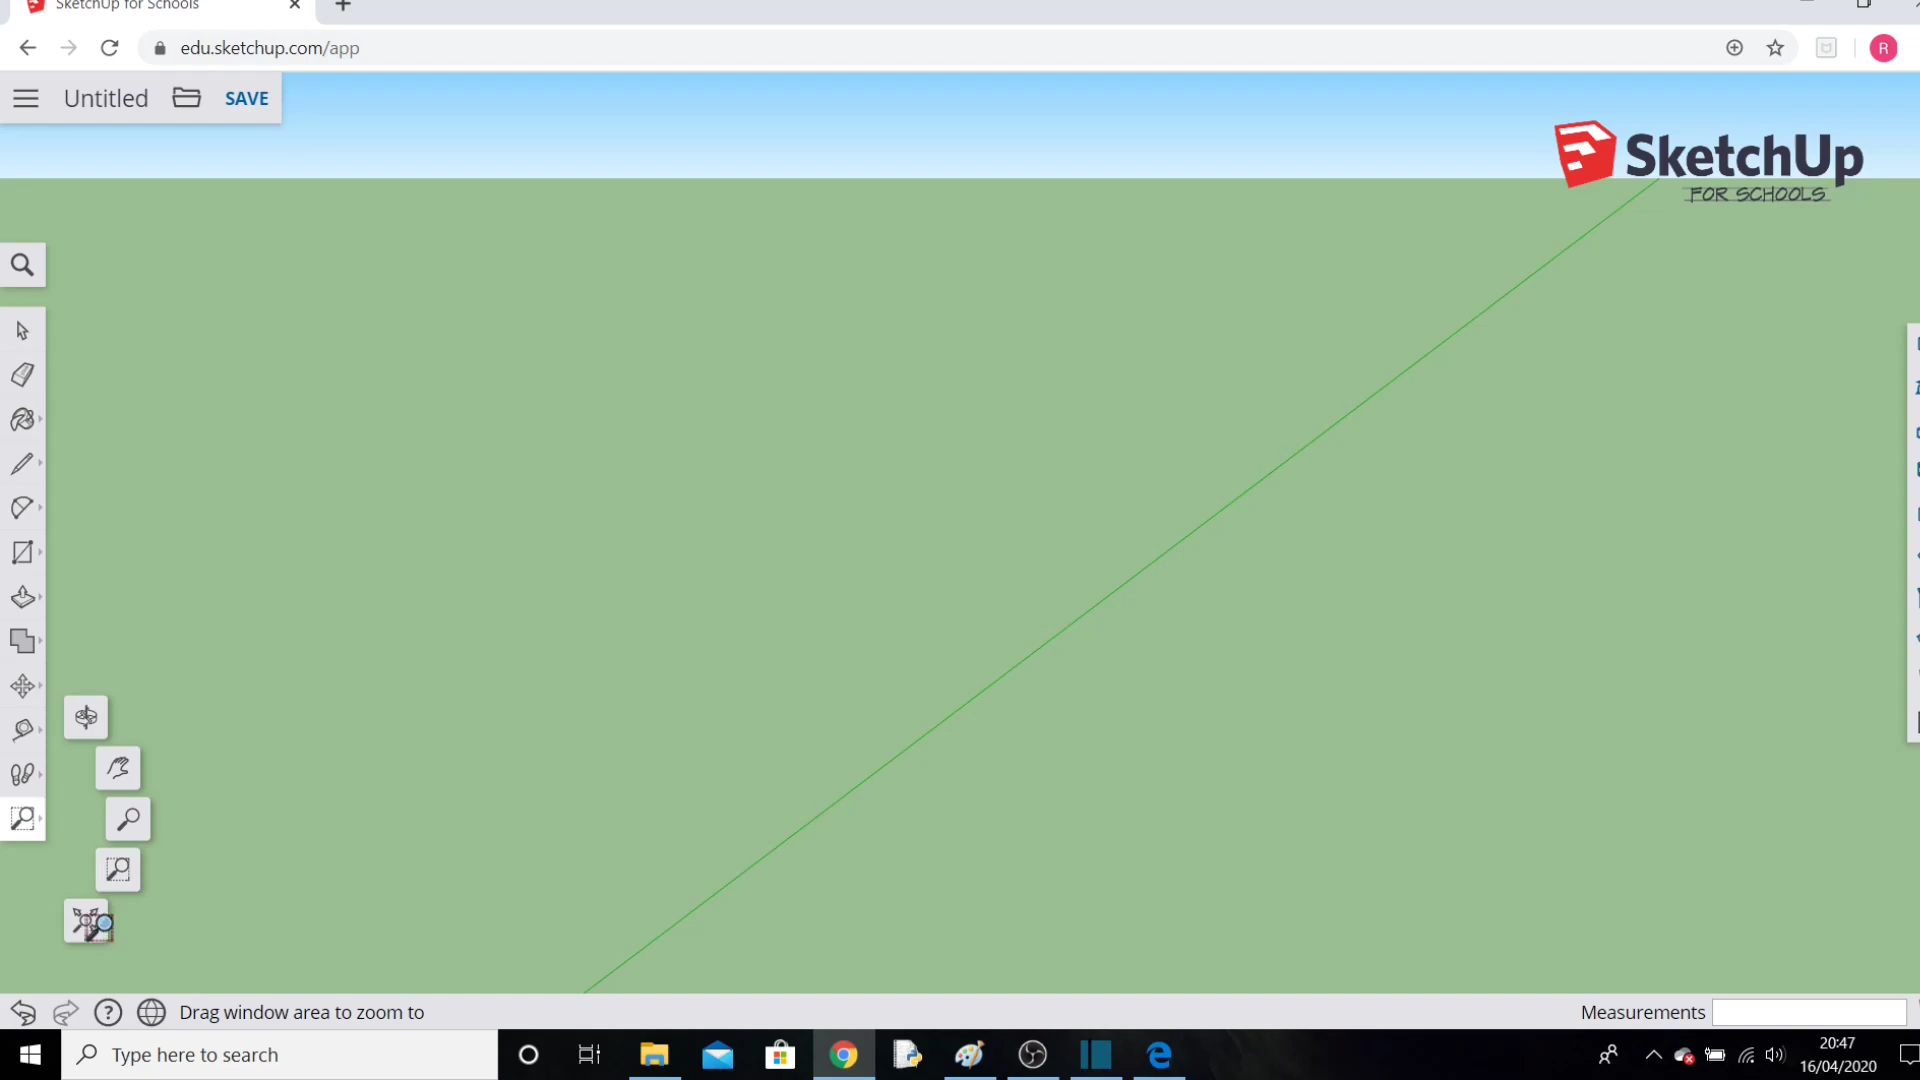 SketchUp for Schools
edu.sketchup.com/app
R
Untitled SAVE
SketchUp
FOR SCHOOLS
Drag window area to zoom to
Measurements
Type here to search
20:47
16/04/2020